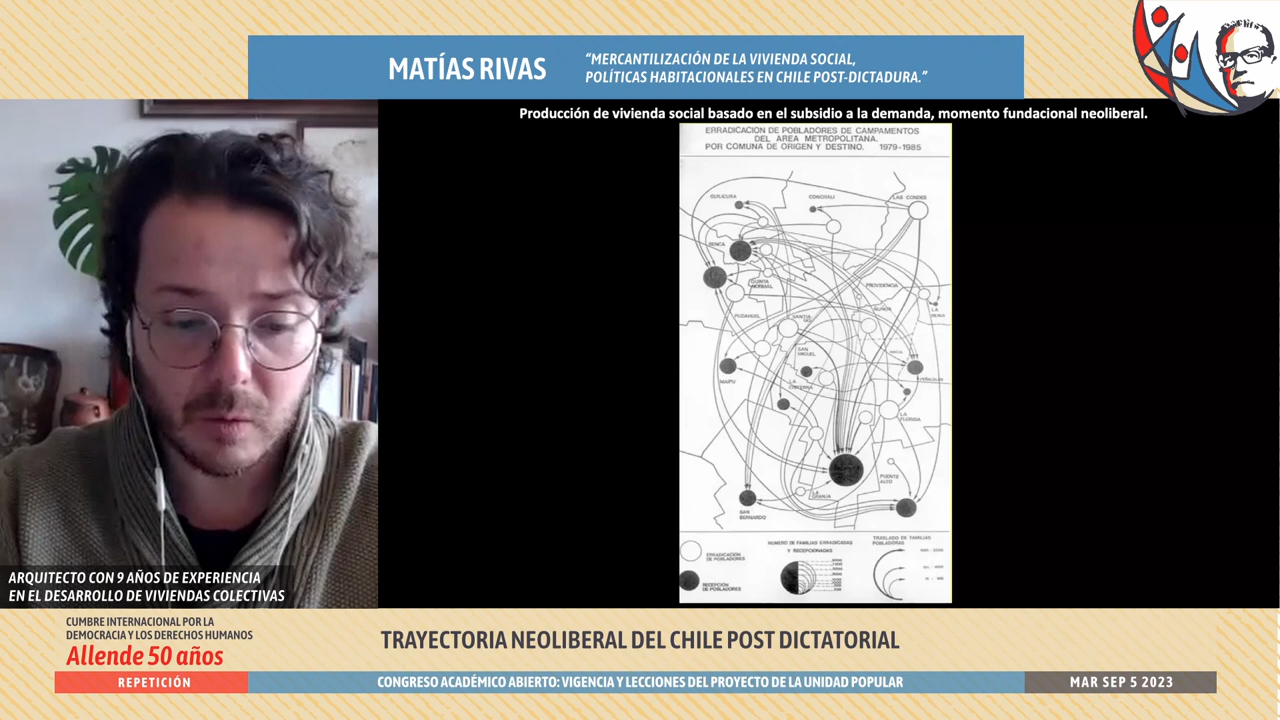 MATÍAS RIVAS
“MERCANTILIZACIÓN DE LA VIVIENDA SOCIAL,
POLÍTICAS HABITACIONALES EN CHILE POST-DICTADURA.”
Producción de vivienda social basado en el subsidio a la demanda, momento fundacional neoliberal.
ERRADICACION DE POBLADORES DE CAMPAMENTOS
DEL AREA METROPOLITANA.
POR COMUNA DE ORIGEN Y DESTINO. 1979-1985
QUILICURA
CONCHALI
LAS CONDES
RENCA
QUINTA
NORMAL
PROVIDENCIA
PUDAHUEL
SANTIA
GO
ÑUÑOA
LA
REINA
SAN
MIGUEL
MAIPU
LA
CISTERNA
PEÑALOLEN
LA
FLORIDA
PUENTE
ALTO
LA
GRANJA
SAN
BERNARDO
ERRADICACIÓN
DE POBLADORES
RECEPCIÓN
DE POBLADORES
NUMERO DE FAMILIAS ERRADICADAS
Y RECEPCIONADAS
TRASLADO DE FAMILIAS
POBLADORAS
ARQUITECTO CON 9 AÑOS DE EXPERIENCIA
EN EL DESARROLLO DE VIVIENDAS COLECTIVAS
CUMBRE INTERNACIONAL POR LA
DEMOCRACIA Y LOS DERECHOS HUMANOS
Allende 50 años
REPETICIÓN
TRAYECTORIA NEOLIBERAL DEL CHILE POST DICTATORIAL
CONGRESO ACADÉMICO ABIERTO: VIGENCIA Y LECCIONES DEL PROYECTO DE LA UNIDAD POPULAR
MAR SEP 5 2023